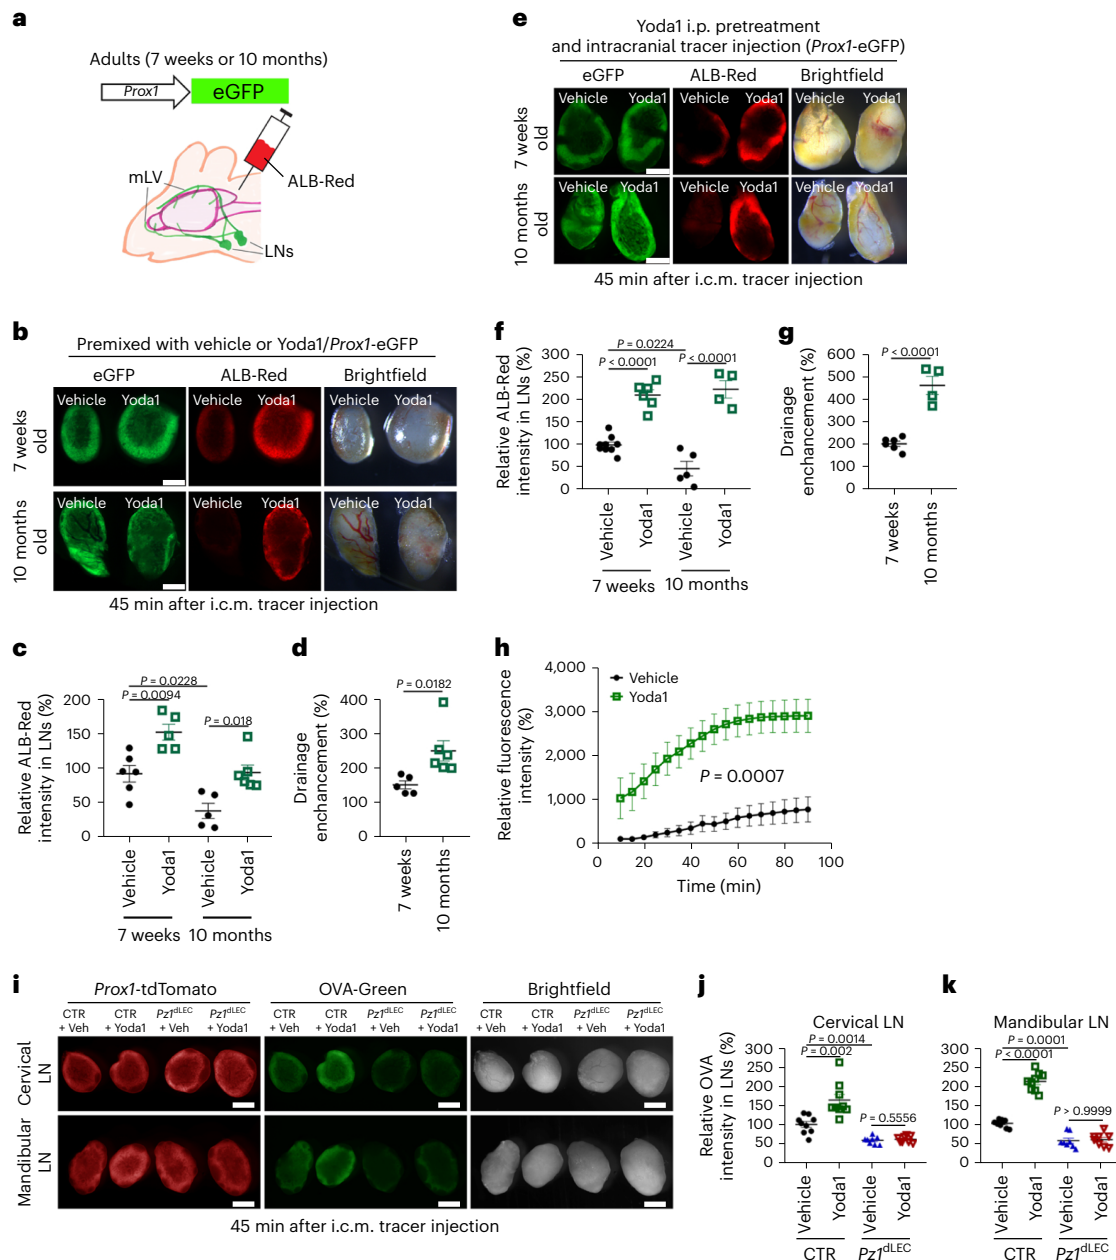 a
Adults (7 weeks or 10 months)
Prox1
eGFP
mLV
ALB-Red
LNs
b
Premixed with vehicle or Yoda1/Prox1-eGFP
eGFP ALB-Red Brightfield
Vehicle Yoda1 Vehicle Yoda1 Vehicle Yoda1
7 weeks
old
Vehicle Yoda1 Vehicle Yoda1 Vehicle Yoda1
10 months
old
45 min after i.c.m. tracer injection
c
Relative ALB-Red
intensity in LNs (%)
P = 0.0228
P = 0.0094
P = 0.018
200
150
100
50
0
Vehicle Yoda1 Vehicle Yoda1
7 weeks 10 months
d
Drainage
enchancement (%)
P = 0.0182
400
300
200
100
0
7 weeks 10 months
e
Yoda1 i.p. pretreatment
and intracranial tracer injection (Prox1-eGFP)
eGFP ALB-Red Brightfield
Vehicle Yoda1 Vehicle Yoda1 Vehicle Yoda1
7 weeks
old
Vehicle Yoda1 Vehicle Yoda1 Vehicle Yoda1
10 months
old
45 min after i.c.m. tracer injection
f
Relative ALB-Red
intensity in LNs (%)
P = 0.0224
P < 0.0001 P < 0.0001
300
250
200
150
100
50
0
Vehicle Yoda1 Vehicle Yoda1
7 weeks 10 months
g
Drainage
enchancement (%)
P < 0.0001
600
500
400
300
200
100
0
7 weeks 10 months
h
Relative fluorescence
intensity (%)
4,000
3,000
2,000
1,000
0
Vehicle
Yoda1
P = 0.0007
0 20 40 60 80 100
Time (min)
i
Prox1-tdTomato OVA-Green Brightfield
CTR CTR Pz1dLEC Pz1dLEC CTR CTR Pz1dLEC Pz1dLEC CTR CTR Pz1dLEC Pz1dLEC
+ Veh + Yoda1 + Veh + Yoda1 + Veh + Yoda1 + Veh + Yoda1 + Veh + Yoda1 + Veh + Yoda1
Cervical
LN
Mandibular
LN
45 min after i.c.m. tracer injection
j
Cervical LN
Relative OVA
intensity in LNs (%)
P = 0.0014
P = 0.002
P = 0.5556
300
250
200
150
100
50
0
Vehicle Yoda1 Vehicle Yoda1
CTR Pz1dLEC
k
Mandibular LN
P = 0.0001
P < 0.0001
P > 0.9999
300
250
200
150
100
50
0
Vehicle Yoda1 Vehicle Yoda1
CTR Pz1dLEC